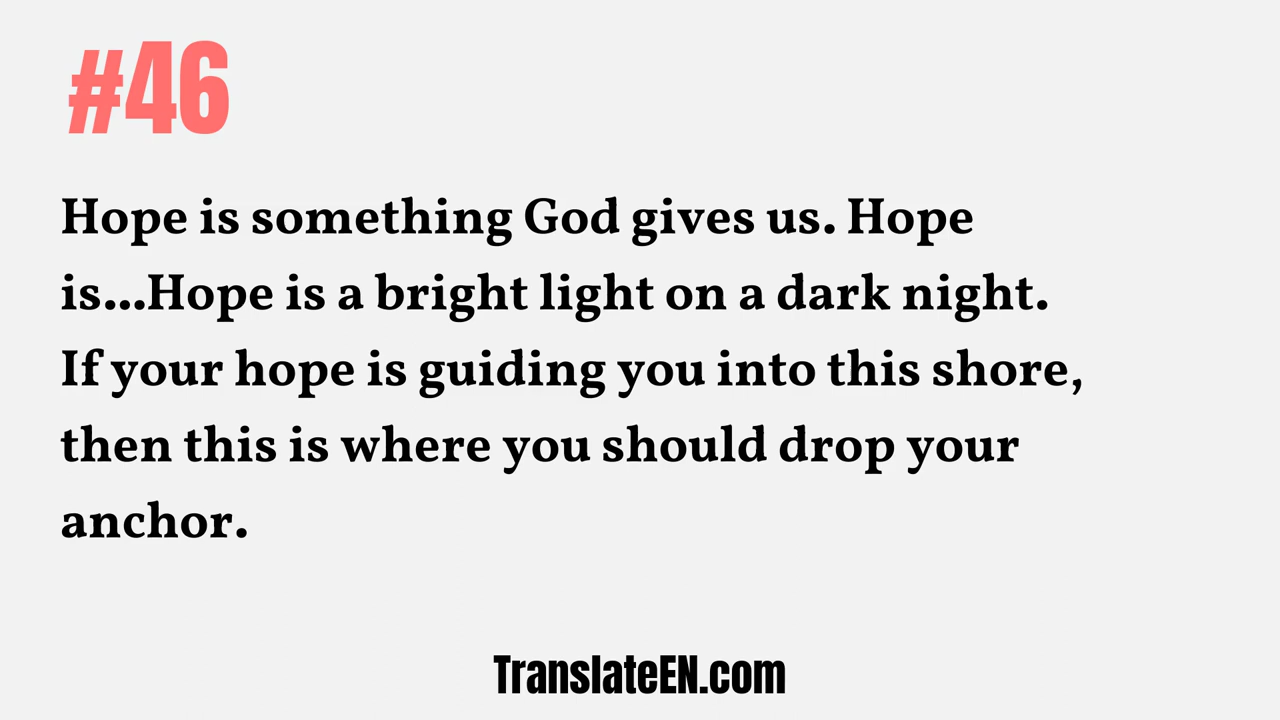 #46
Hope is something God gives us. Hope
is...Hope is a bright light on a dark night.
If your hope is guiding you into this shore,
then this is where you should drop your
anchor.
TranslateEN.com